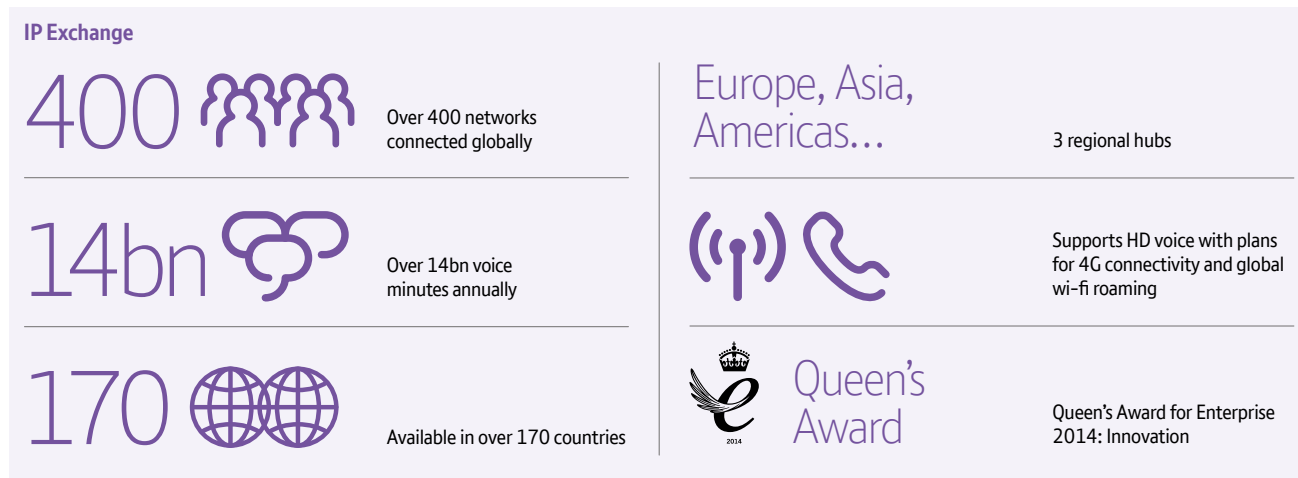 IP Exchange
400
Over 400 networks
connected globally
14bn
Over 14bn voice
minutes annually
170
Available in over 170 countries
Europe, Asia,
Americas...
3 regional hubs
Supports HD voice with plans
for 4G connectivity and global
wi-fi roaming
e
2014
Queen's
Award
Queen's Award for Enterprise
2014: Innovation